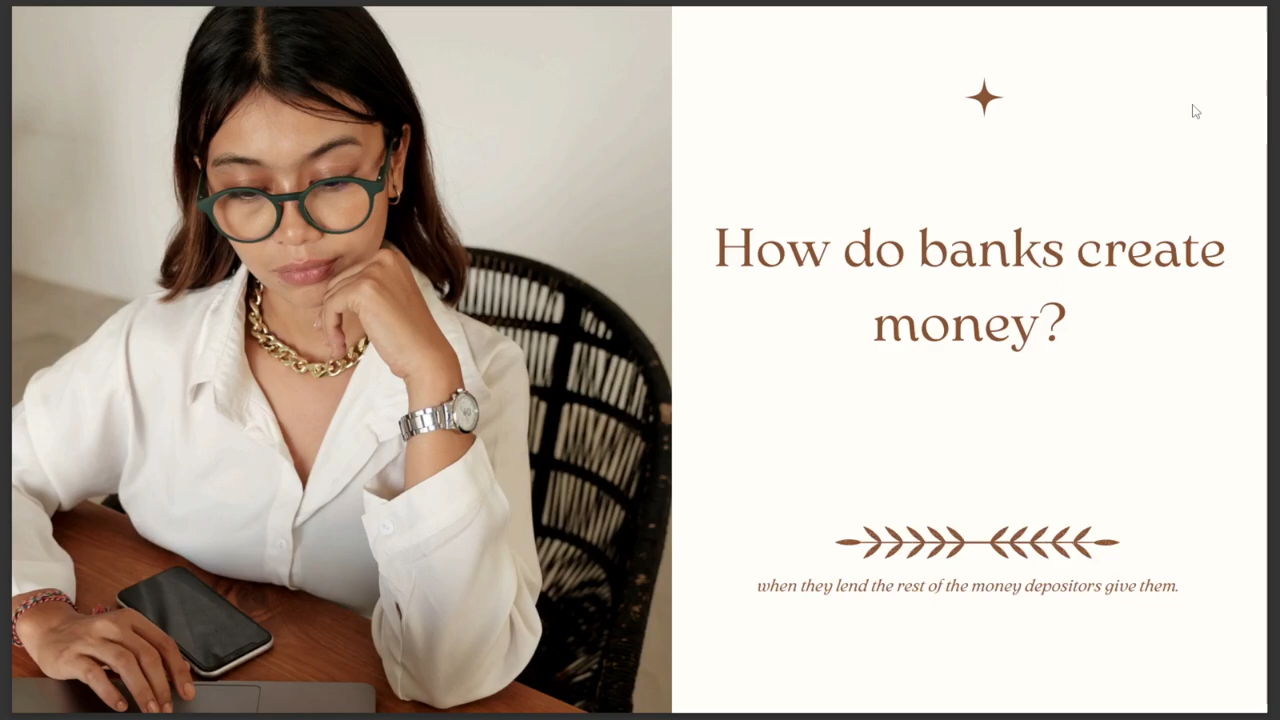 How do banks create
money?
when they lend the rest of the money depositors give them.